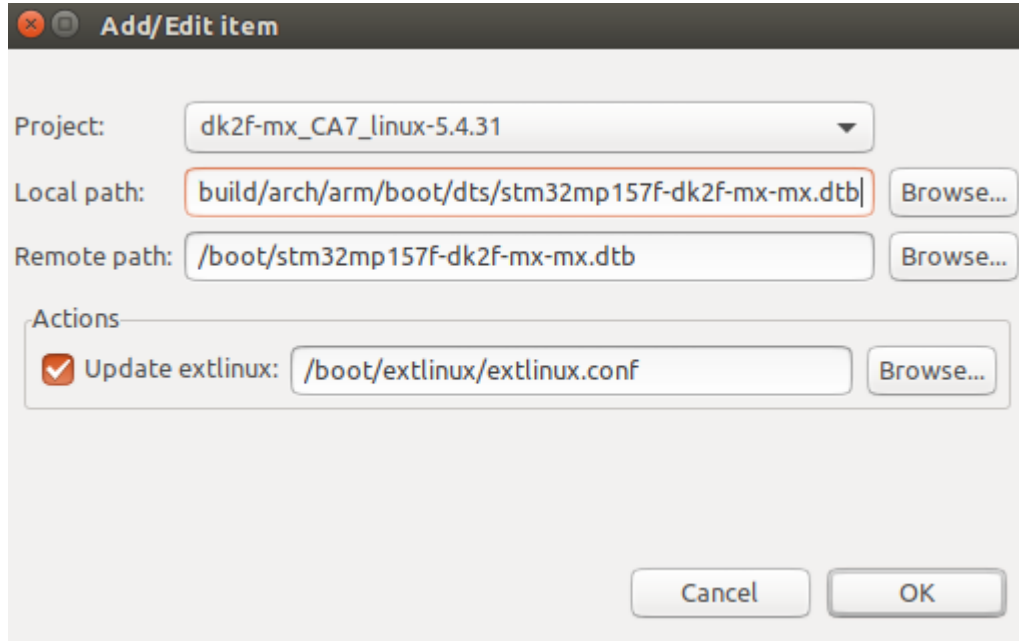 Add/Edit item
Project: dk2f-mx_CA7_linux-5.4.31
Local path: build/arch/arm/boot/dts/stm32mp157f-dk2f-mx-mx.dtb Browse...
Remote path: /boot/stm32mp157f-dk2f-mx-mx.dtb Browse...
Actions
Update extlinux: /boot/extlinux/extlinux.conf Browse...
Cancel OK